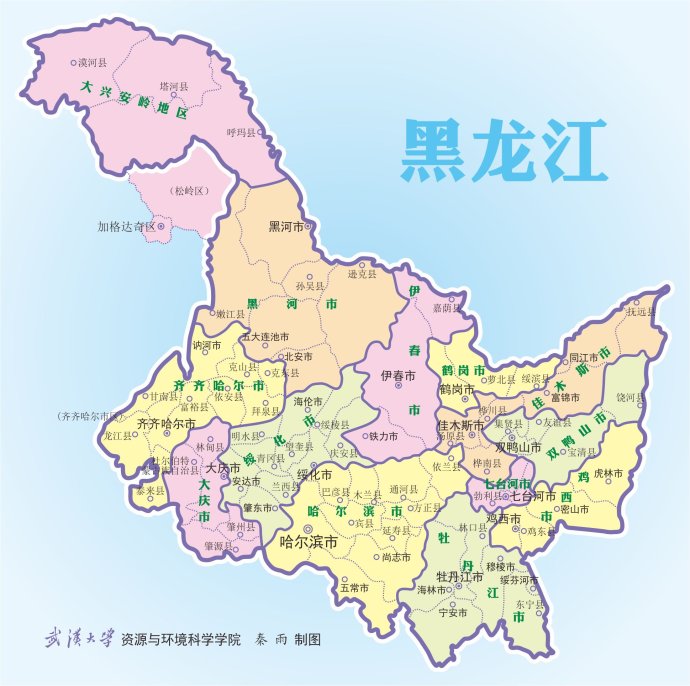 漠河县
塔河县
大兴安岭地区
呼玛县
黑龙江
(松岭区)
加格达奇区
黑河市
逊克县
孙吴县
伊春市
嘉荫县
黑河市
嫩江县
抚远县
五大连池市
讷河市
北安市
同江市
佳木斯市
克山县
克东县
鹤岗市
萝北县
绥滨县
齐齐哈尔市
依安县
伊春市
鹤岗市
富锦市
饶河县
甘南县
富裕县
拜泉县
海伦市
桦川县
(齐齐哈尔市区)
齐齐哈尔市
绥化市
绥棱县
佳木斯市
集贤县
友谊县
双鸭山市
龙江县
明水县
铁力市
汤原县
双鸭山市
林甸县
望奎县
庆安县
宝清县
杜尔伯特
蒙古族自治县
青冈县
依兰县
桦南县
大庆市
绥化市
虎林市
鸡西市
泰来县
安达市
兰西县
巴彦县
木兰县
通河县
七台河市
勃利县
七台河市
大庆市
肇东市
哈尔滨市
方正县
密山市
宾县
鸡西市
肇州县
延寿县
林口县
鸡东县
肇源县
哈尔滨市
牡丹江市
尚志市
穆棱市
五常市
牡丹江市
绥芬河市
海林市
宁安市
东宁县
武汉大学 资源与环境科学学院 秦雨 制图